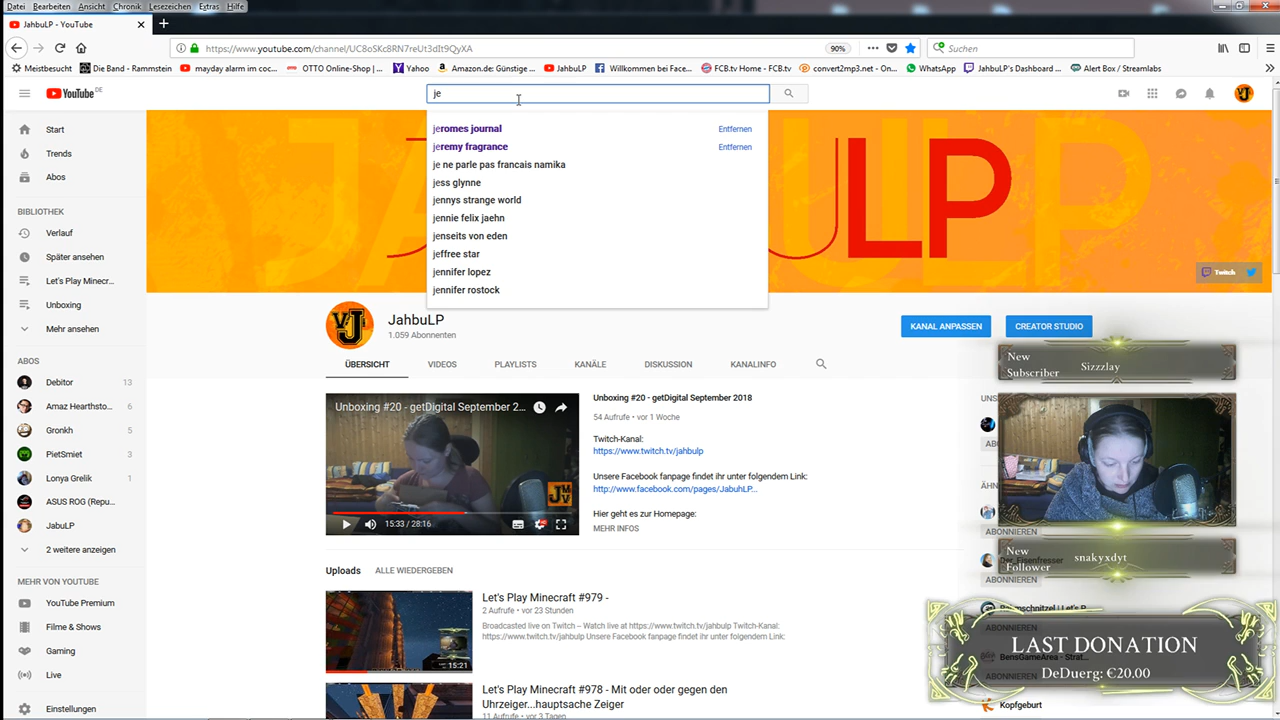 Datei Bearbeiten Ansicht Chronik Lesezeichen Extras Hilfe
JahbuLP - YouTube
https://www.youtube.com/channel/UC8oSKc8RN7reUt3dIt9QyXA
90%
Suchen
Meistbesucht Die Band - Rammstein mayday alarm im coc... OTTO Online-Shop | ... Yahoo Amazon.de: Günstige ... JahbuLP Willkommen bei Face... FCB.tv Home - FCB.tv convert2mp3.net - On... WhatsApp JahbuLP's Dashboard ... Alert Box / Streamlabs
YouTube DE
je
jeromes journal Entfernen
jeremy fragrance Entfernen
je ne parle pas francais namika
jess glynne
jennys strange world
jennie felix jaehn
jenseits von eden
jeffree star
jennifer lopez
jennifer rostock
Start
Trends
Abos
BIBLIOTHEK
Verlauf
Später ansehen
Let's Play Minecr...
Unboxing
Mehr ansehen
ABOS
Debitor 13
Amaz Hearthsto... 6
Gronkh 4
PietSmiet 3
Lonya Grelik 1
ASUS ROG (Repu...
JabuLP
2 weitere anzeigen
MEHR VON YOUTUBE
YouTube Premium
Filme & Shows
Gaming
Live
Einstellungen
ULP
Twitch
JahbuLP
1.059 Abonnenten
KANAL ANPASSEN
CREATOR STUDIO
ÜBERSICHT VIDEOS PLAYLISTS KANÄLE DISKUSSION KANALINFO
Unboxing #20 - getDigital September 2...
15:33 / 28:16
Unboxing #20 - getDigital September 2018
54 Aufrufe • vor 1 Woche
Twitch-Kanal:
https://www.twitch.tv/jahbulp
Unsere Facebook fanpage findet ihr unter folgendem Link:
http://www.facebook.com/pages/JabuhLP...
Hier geht es zur Homepage:
MEHR INFOS
Uploads ALLE WIEDERGEBEN
Let's Play Minecraft #979 -
2 Aufrufe • vor 23 Stunden
Broadcasted live on Twitch -- Watch live at https://www.twitch.tv/jahbulp Twitch-Kanal:
https://www.twitch.tv/jahbulp Unsere Facebook fanpage findet ihr unter folgendem Link:
15:21
Let's Play Minecraft #978 - Mit oder oder gegen den
Uhrzeiger...hauptsache Zeiger
11 Aufrufe • vor 3 Tagen
New
Subscriber
Sizzzlay
ABONNIEREN
New
Follower
snakyxdyt
ABONNIEREN
LAST DONATION
DeDuerg: €20.00
Kopfgeburt